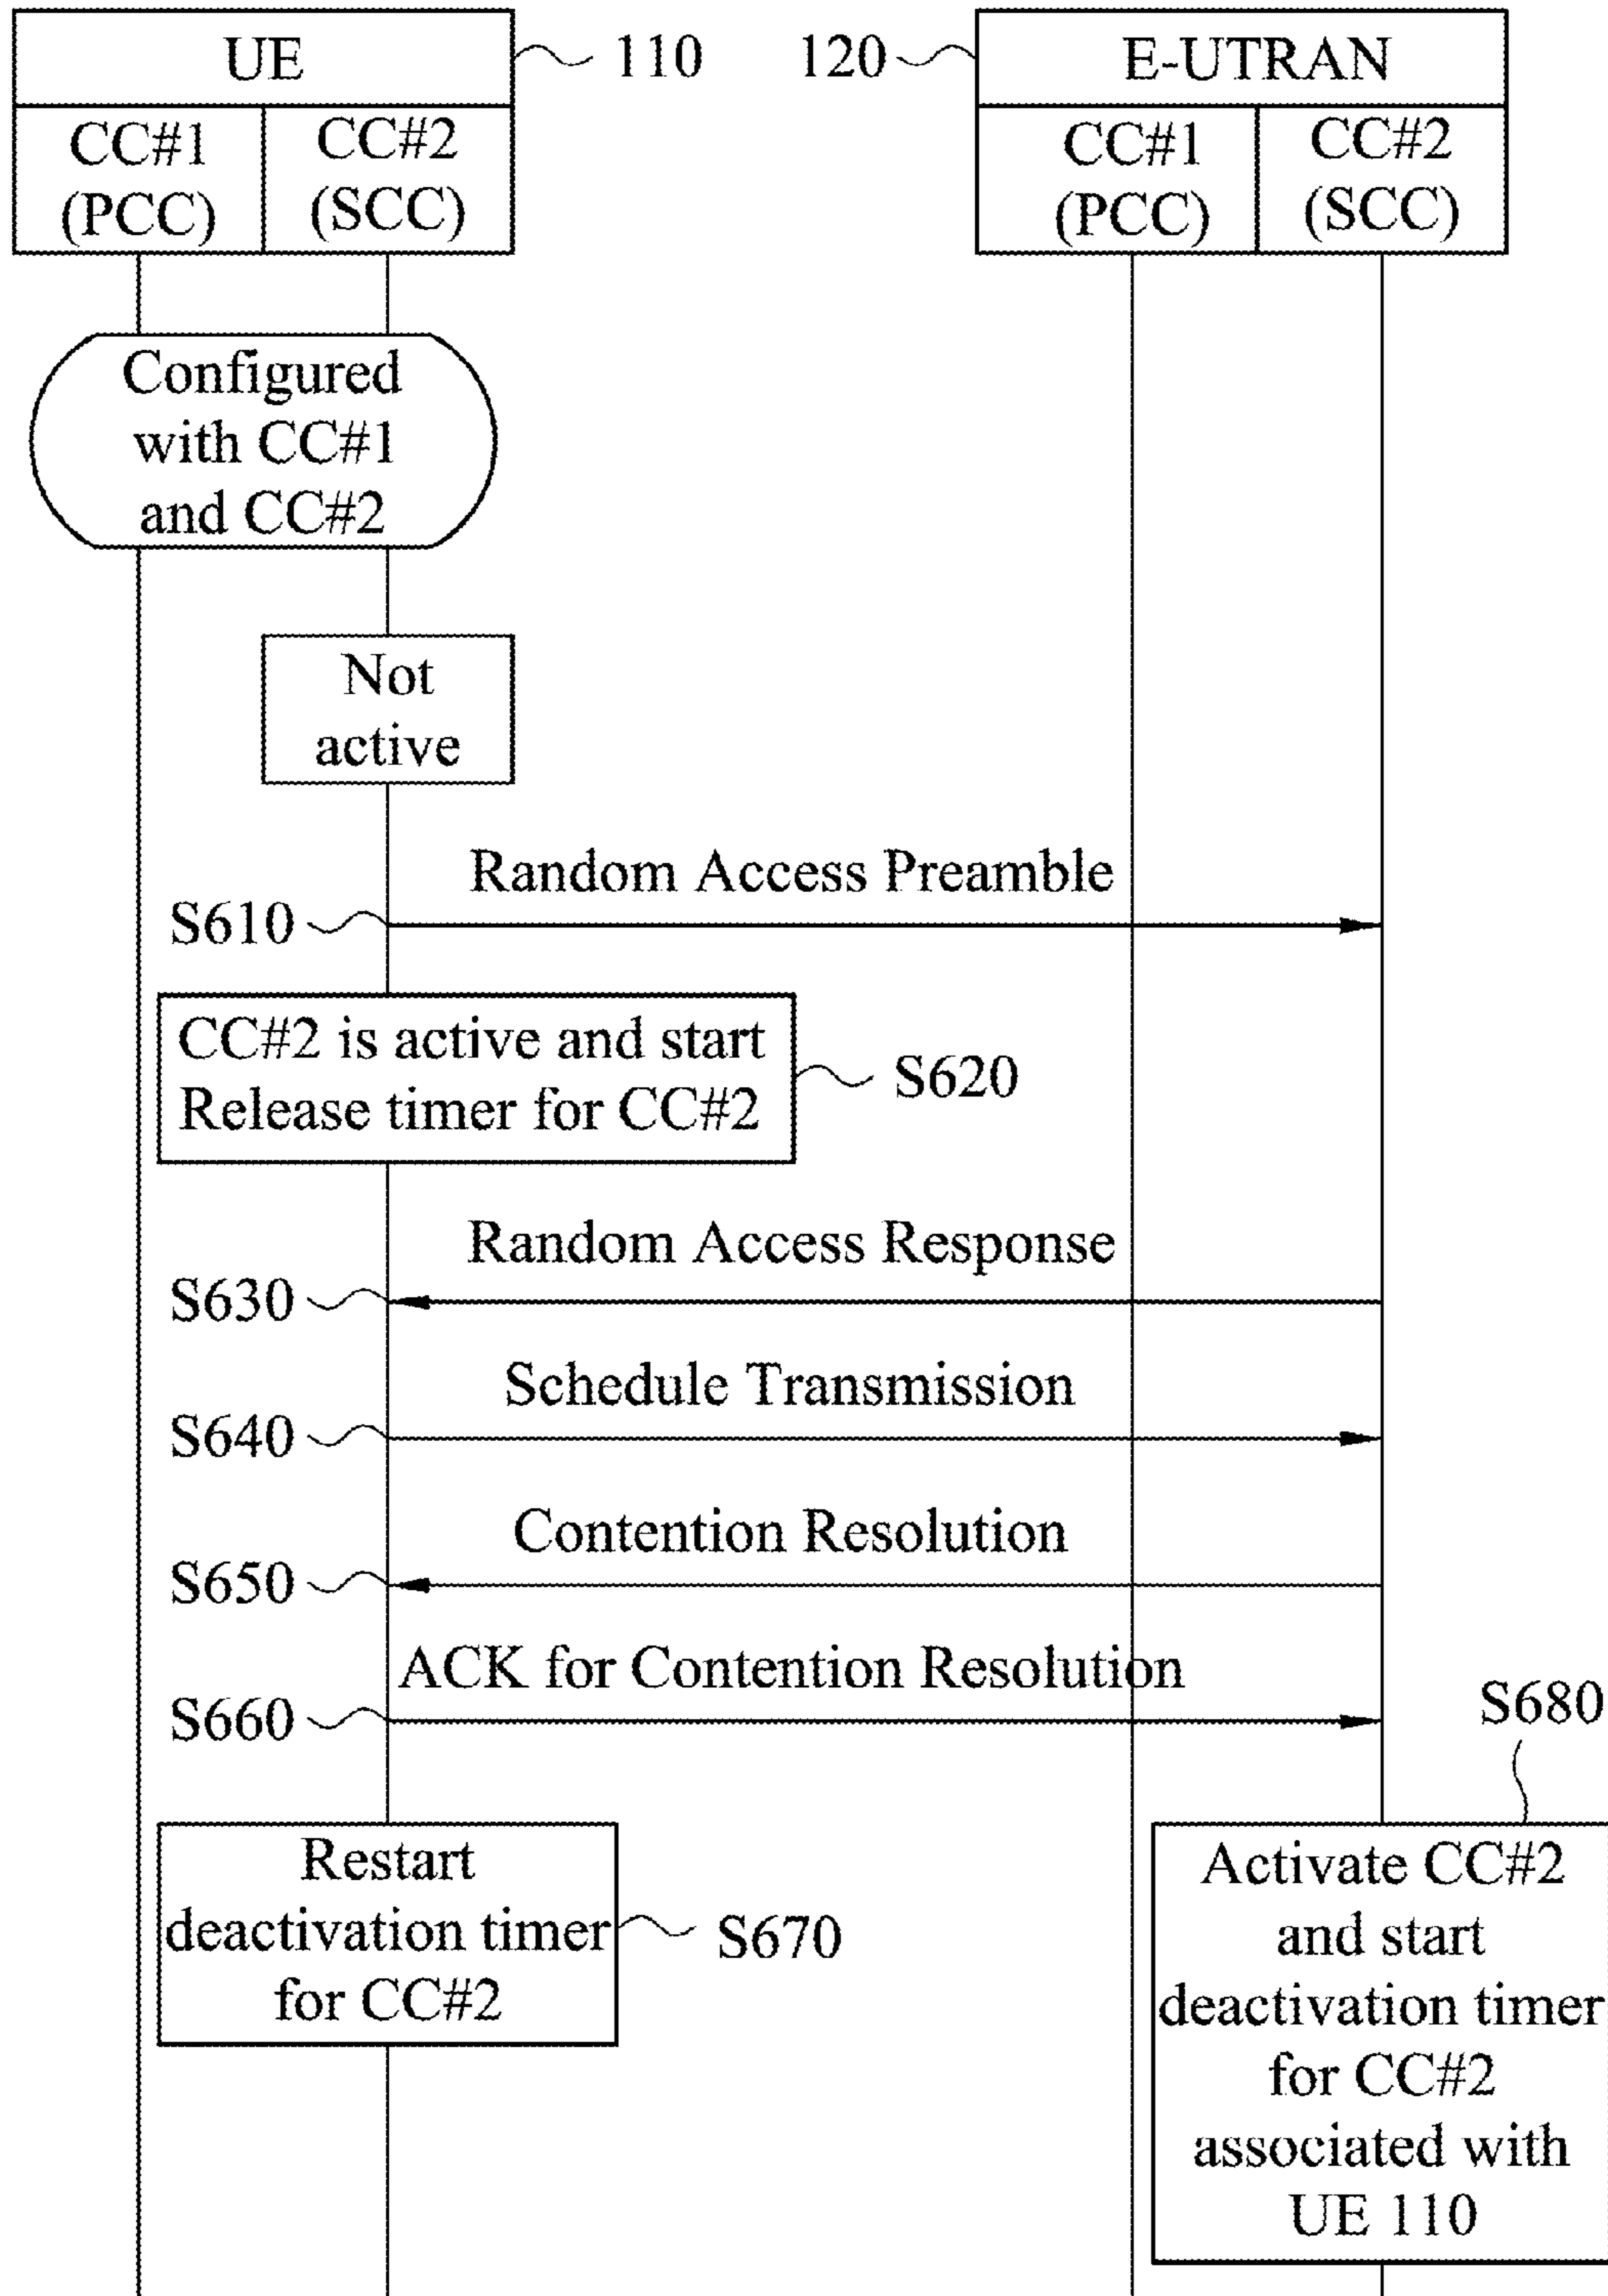 UE
110
120
E-UTRAN
CC#1
(PCC)
CC#2
(SCC)
CC#1
(PCC)
CC#2
(SCC)
Configured
with CC#1
and CC#2
Not
active
Random Access Preamble
S610
CC#2 is active and start
Release timer for CC#2
S620
Random Access Response
S630
Schedule Transmission
S640
Contention Resolution
S650
ACK for Contention Resolution
S660
S680
Restart
deactivation timer
for CC#2
S670
Activate CC#2
and start
deactivation timer
for CC#2
associated with
UE 110